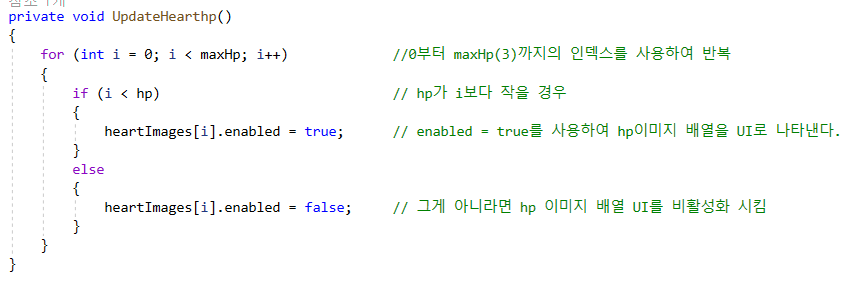 참조 1개
private void UpdateHearthp()
{
for (int i = 0; i < maxHp; i++) //0부터 maxHp(3)까지의 인덱스를 사용하여 반복
{
if (i < hp) // hp가 i보다 작을 경우
{
heartImages[i].enabled = true; // enabled = true를 사용하여 hp이미지 배열을 UI로 나타낸다.
}
else
{
heartImages[i].enabled = false; // 그게 아니라면 hp 이미지 배열 UI를 비활성화 시킴
}
}
}